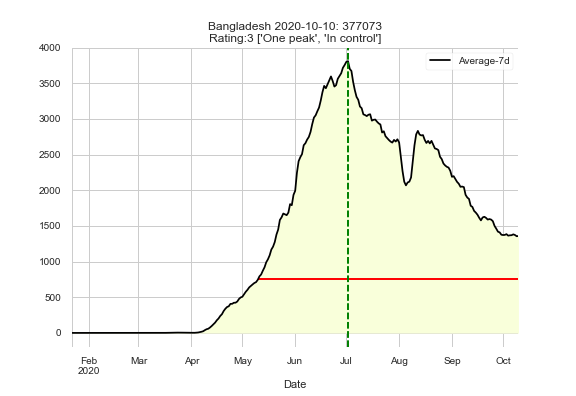 Bangladesh 2020-10-10: 377073
Rating:3 ['One peak', 'In control']
Average-7d
4000
3500
3000
2500
2000
1500
1000
500
0
Feb Mar Apr May Jun Jul Aug Sep Oct
2020
Date